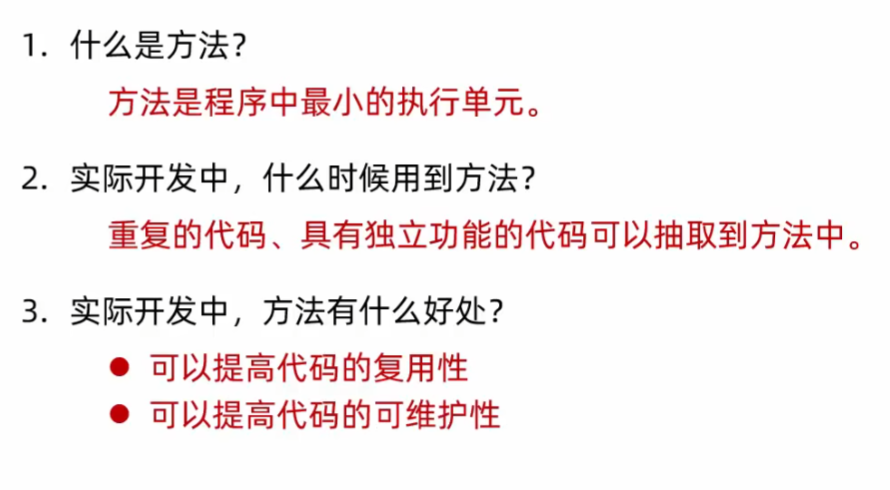 1. 什么是方法？
方法是程序中最小的执行单元。
2. 实际开发中，什么时候用到方法？
重复的代码、具有独立功能的代码可以抽取到方法中。
3. 实际开发中，方法有什么好处？
● 可以提高代码的复用性
● 可以提高代码的可维护性